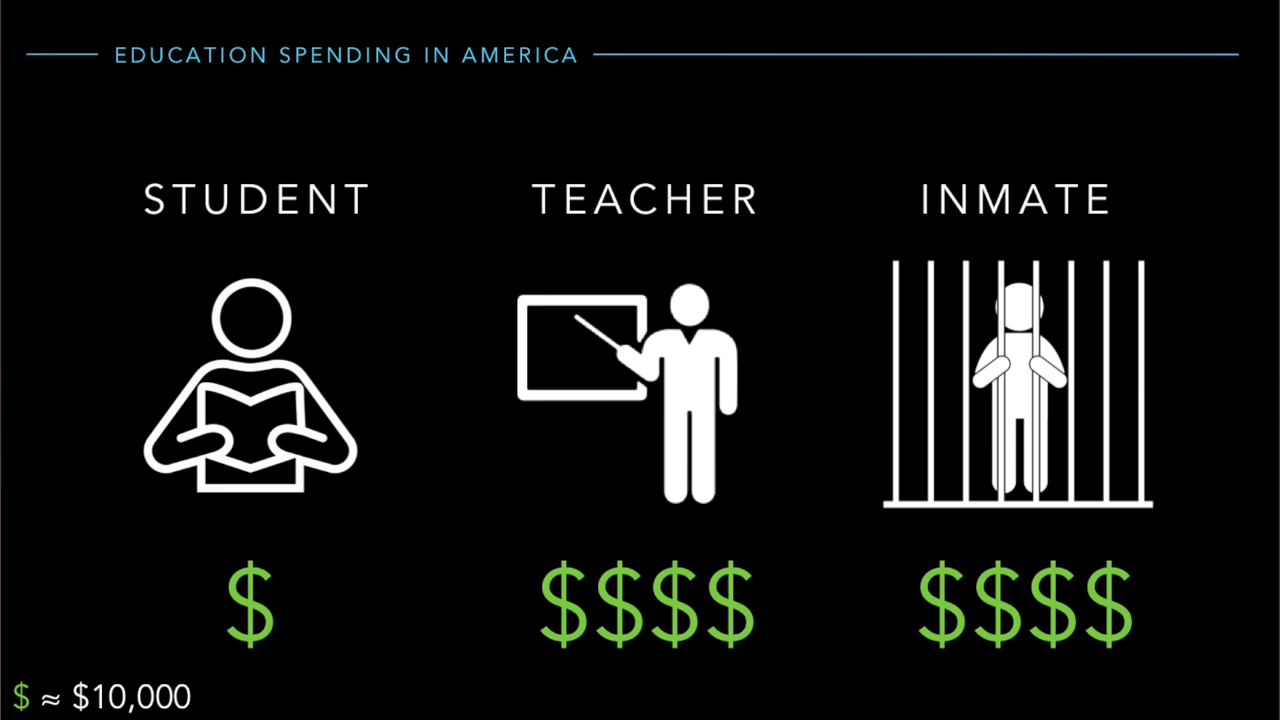 EDUCATION SPENDING IN AMERICA
STUDENT TEACHER INMATE
$ $$$$ $$$$
$ ≈ $10,000